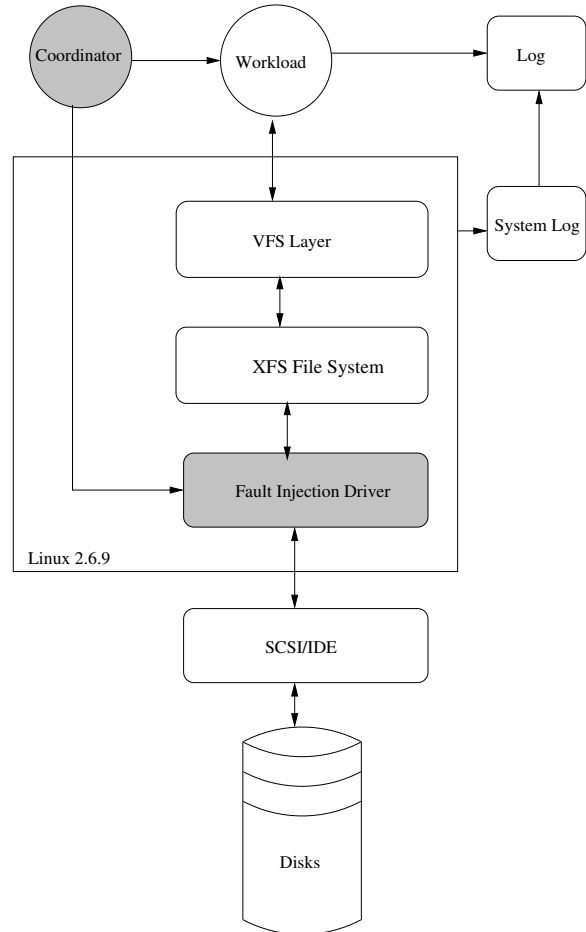 Coordinator
Workload
Log
System Log
VFS Layer
XFS File System
Fault Injection Driver
Linux 2.6.9
SCSI/IDE
Disks